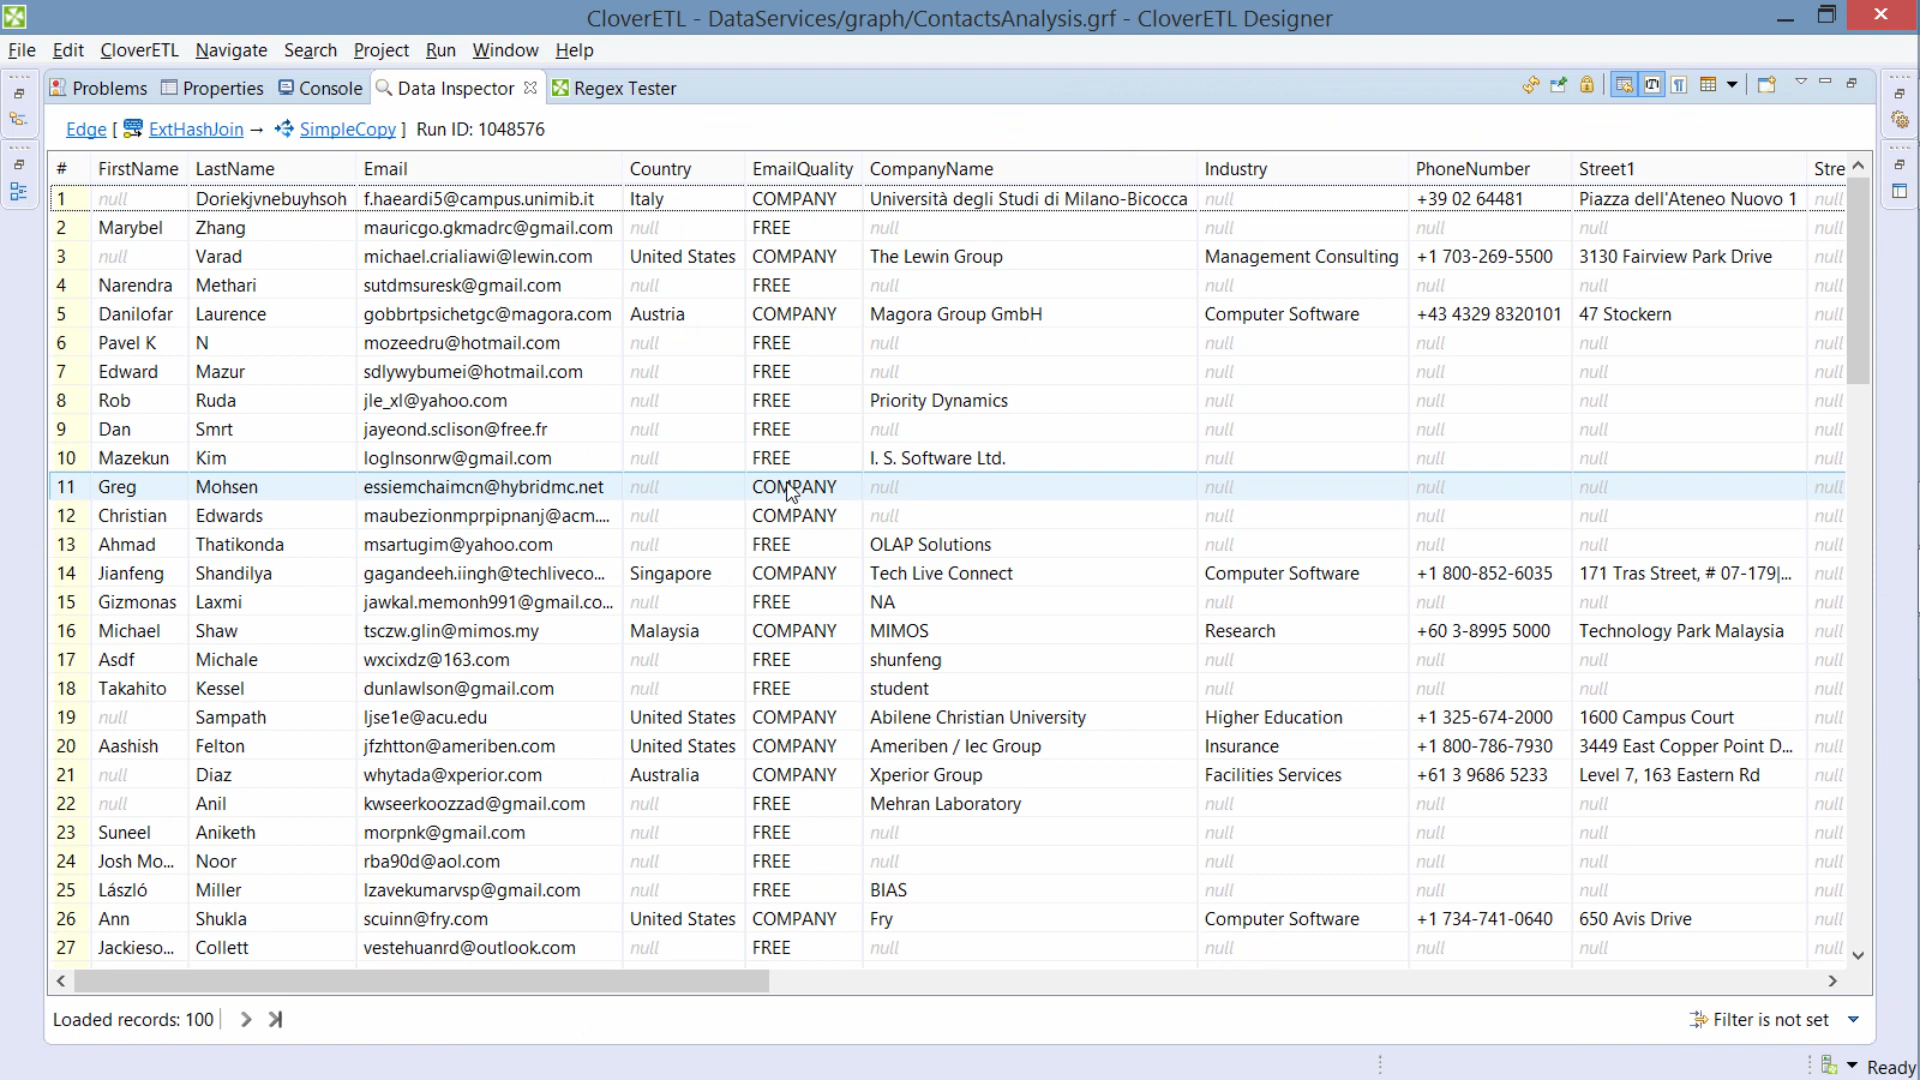 CloverETL - DataServices/graph/ContactsAnalysis.grf - CloverETL Designer
File Edit CloverETL Navigate Search Project Run Window Help
Problems Properties Console Data Inspector Regex Tester
Edge [ ExtHashJoin → SimpleCopy ] Run ID: 1048576
# FirstName LastName Email Country EmailQuality CompanyName Industry PhoneNumber Street1 Stre
1 null Doriekjvnebuyhsoh f.haeardi5@campus.unimib.it Italy COMPANY Università degli Studi di Milano-Bicocca null +39 02 64481 Piazza dell'Ateneo Nuovo 1 null
2 Marybel Zhang mauricgo.gkmadrc@gmail.com null FREE null null null null null
3 null Varad michael.crialiawi@lewin.com United States COMPANY The Lewin Group Management Consulting +1 703-269-5500 3130 Fairview Park Drive null
4 Narendra Methari sutdmsuresk@gmail.com null FREE null null null null null
5 Danilofar Laurence gobbrtpsichetgc@magora.com Austria COMPANY Magora Group GmbH Computer Software +43 4329 8320101 47 Stockern null
6 Pavel K N mozeedru@hotmail.com null FREE null null null null null
7 Edward Mazur sdlywybumei@hotmail.com null FREE null null null null null
8 Rob Ruda jle_xl@yahoo.com null FREE Priority Dynamics null null null null
9 Dan Smrt jayeond.sclison@free.fr null FREE null null null null null
10 Mazekun Kim loglnsonrw@gmail.com null FREE I. S. Software Ltd. null null null null
11 Greg Mohsen essiemchaimcn@hybridmc.net null COMPANY null null null null null
12 Christian Edwards maubezionmprpipnanj@acm.... null COMPANY null null null null null
13 Ahmad Thatikonda msartugim@yahoo.com null FREE OLAP Solutions null null null null
14 Jianfeng Shandilya gagandeeh.iingh@techliveco... Singapore COMPANY Tech Live Connect Computer Software +1 800-852-6035 171 Tras Street, # 07-179|... null
15 Gizmonas Laxmi jawkal.memonh991@gmail.co... null FREE NA null null null null
16 Michael Shaw tsczw.glin@mimos.my Malaysia COMPANY MIMOS Research +60 3-8995 5000 Technology Park Malaysia null
17 Asdf Michale wxcixdz@163.com null FREE shunfeng null null null null
18 Takahito Kessel dunlawlson@gmail.com null FREE student null null null null
19 null Sampath ljse1e@acu.edu United States COMPANY Abilene Christian University Higher Education +1 325-674-2000 1600 Campus Court null
20 Aashish Felton jfzhtton@ameriben.com United States COMPANY Ameriben / Iec Group Insurance +1 800-786-7930 3449 East Copper Point D... null
21 null Diaz whytada@xperior.com Australia COMPANY Xperior Group Facilities Services +61 3 9686 5233 Level 7, 163 Eastern Rd null
22 null Anil kwseerkoozzad@gmail.com null FREE Mehran Laboratory null null null null
23 Suneel Aniketh morpnk@gmail.com null FREE null null null null null
24 Josh Mo... Noor rba90d@aol.com null FREE null null null null null
25 László Miller lzavekumarvsp@gmail.com null FREE BIAS null null null null
26 Ann Shukla scuinn@fry.com United States COMPANY Fry Computer Software +1 734-741-0640 650 Avis Drive null
27 Jackieso... Collett vestehuanrd@outlook.com null FREE null null null null null
Loaded records: 100 Filter is not set
Ready